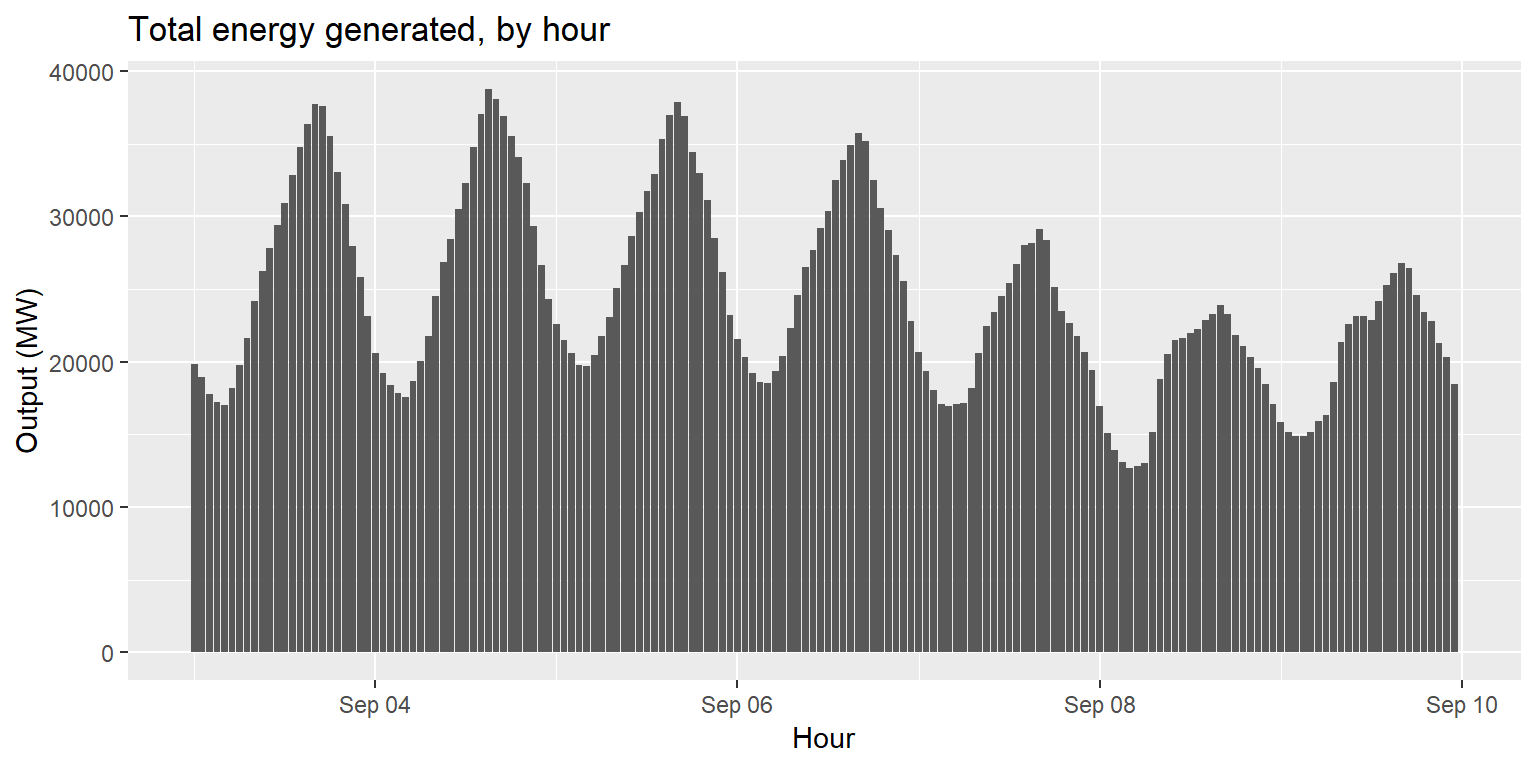 Total energy generated, by hour
40000
30000
20000
10000
0
Output (MW)
Sep 04 Sep 06 Sep 08 Sep 10
Hour